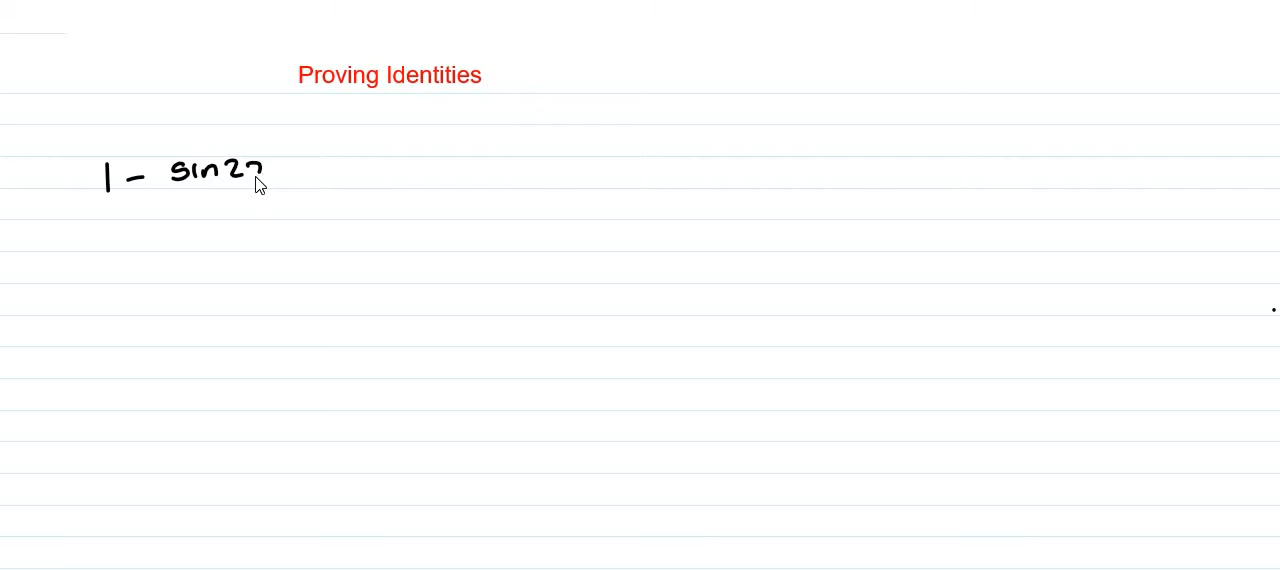 Proving Identities
1 - sin2